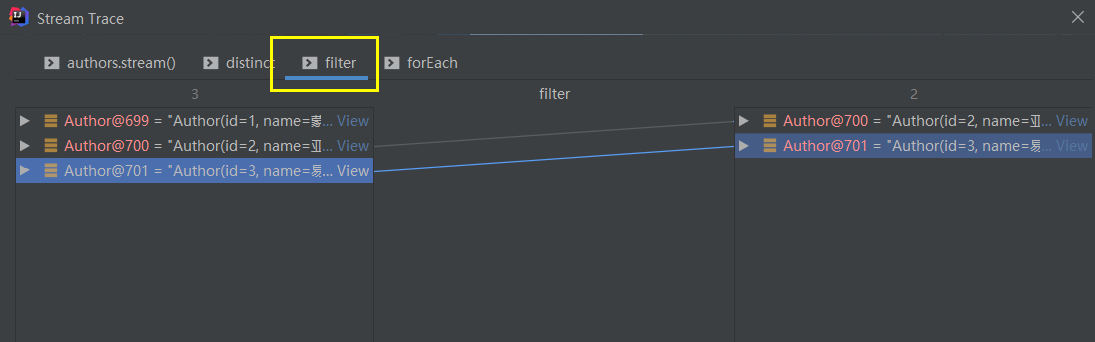 Stream Trace
authors.stream() distinct filter forEach
3 filter 2
Author@699 = "Author(id=1, name=... View
Author@700 = "Author(id=2, name=亚... View
Author@701 = "Author(id=3, name=易... View
Author@700 = "Author(id=2, name=亚... View
Author@701 = "Author(id=3, name=易... View